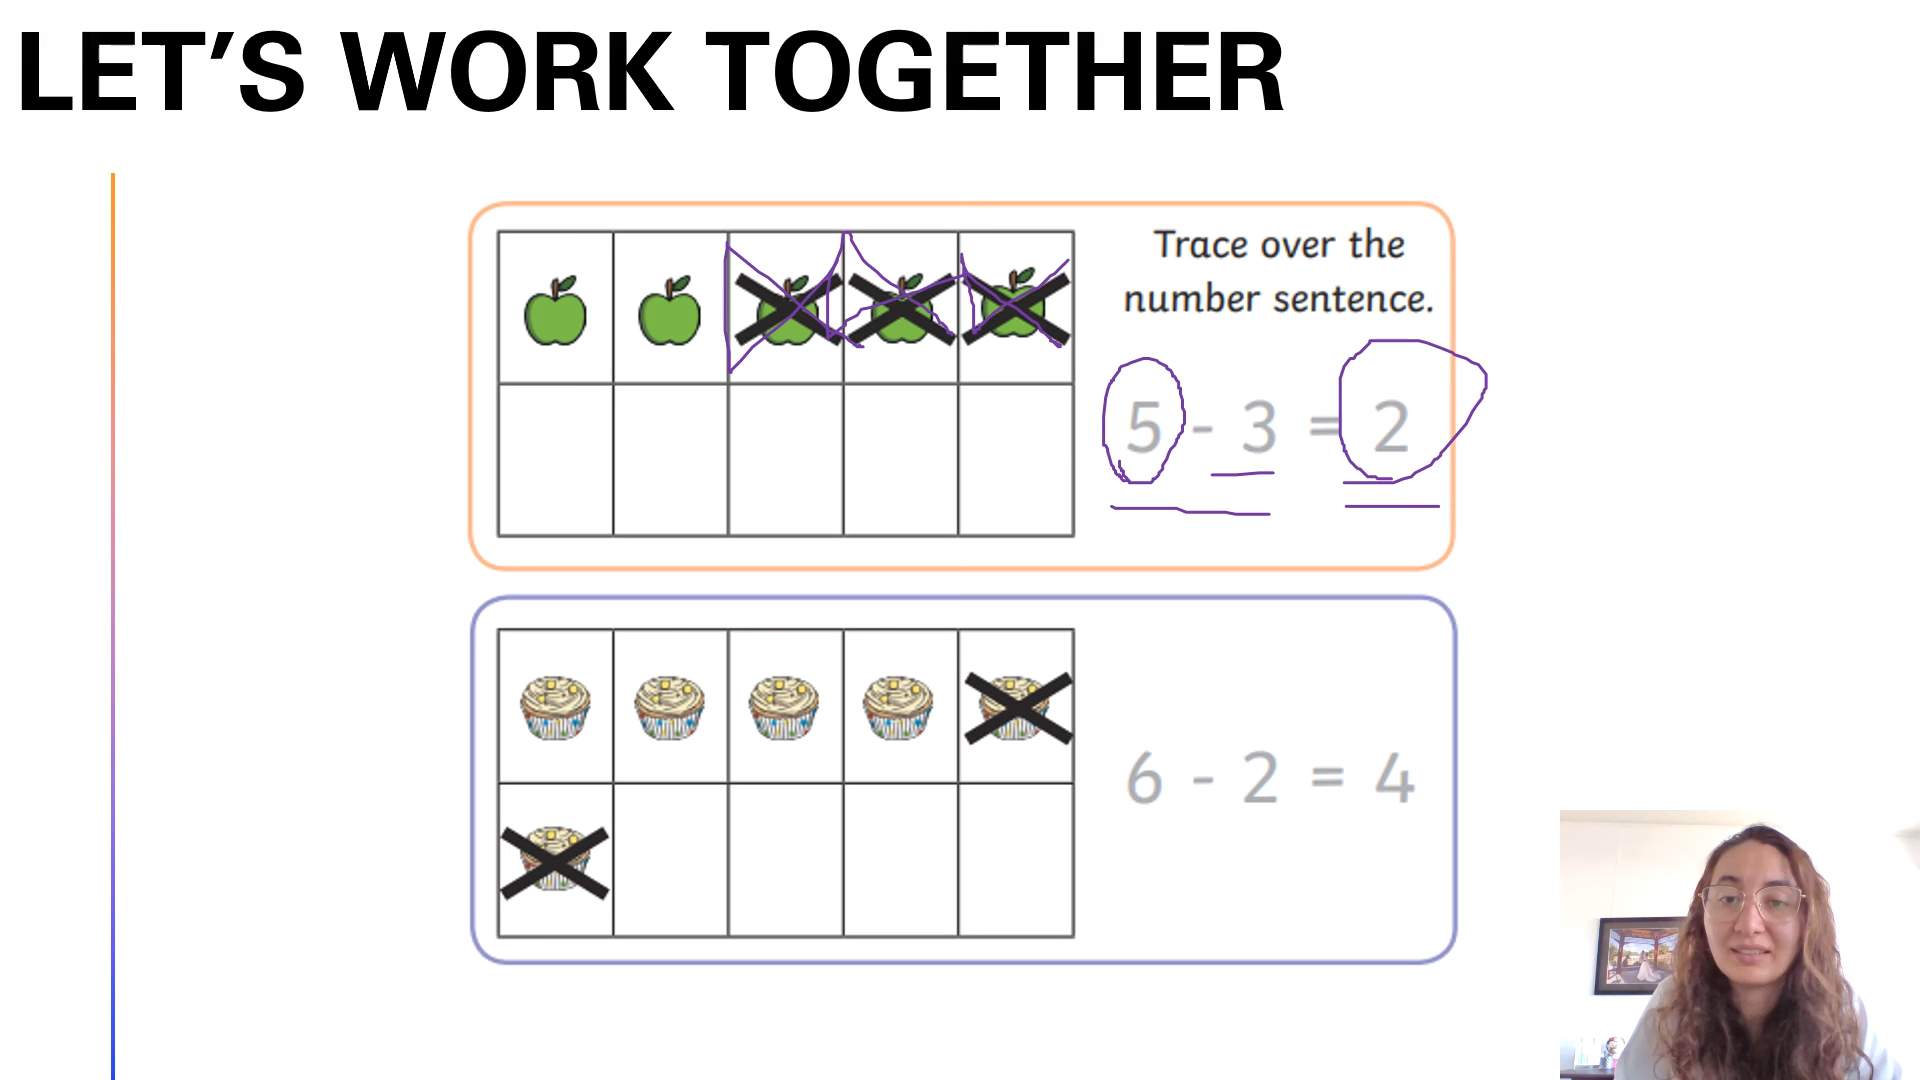 LET’S WORK TOGETHER
Trace over the
number sentence.
5 - 3 = 2
6 - 2 = 4